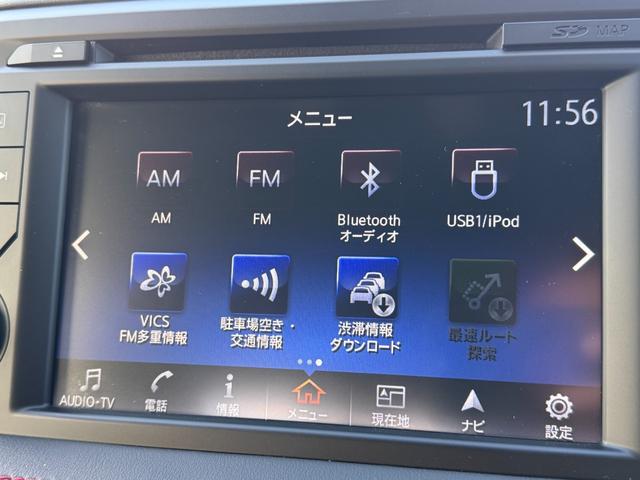 SD MAP
メニュー
11:56
AM
FM
AM
FM
Bluetooth
オーディオ
USB1/iPod
VICS
FM多重情報
駐車場空き・
交通情報
渋滞情報
ダウンロード
最速ルート
探索
AUDIO・TV
電話
情報
メニュー
現在地
ナビ
設定